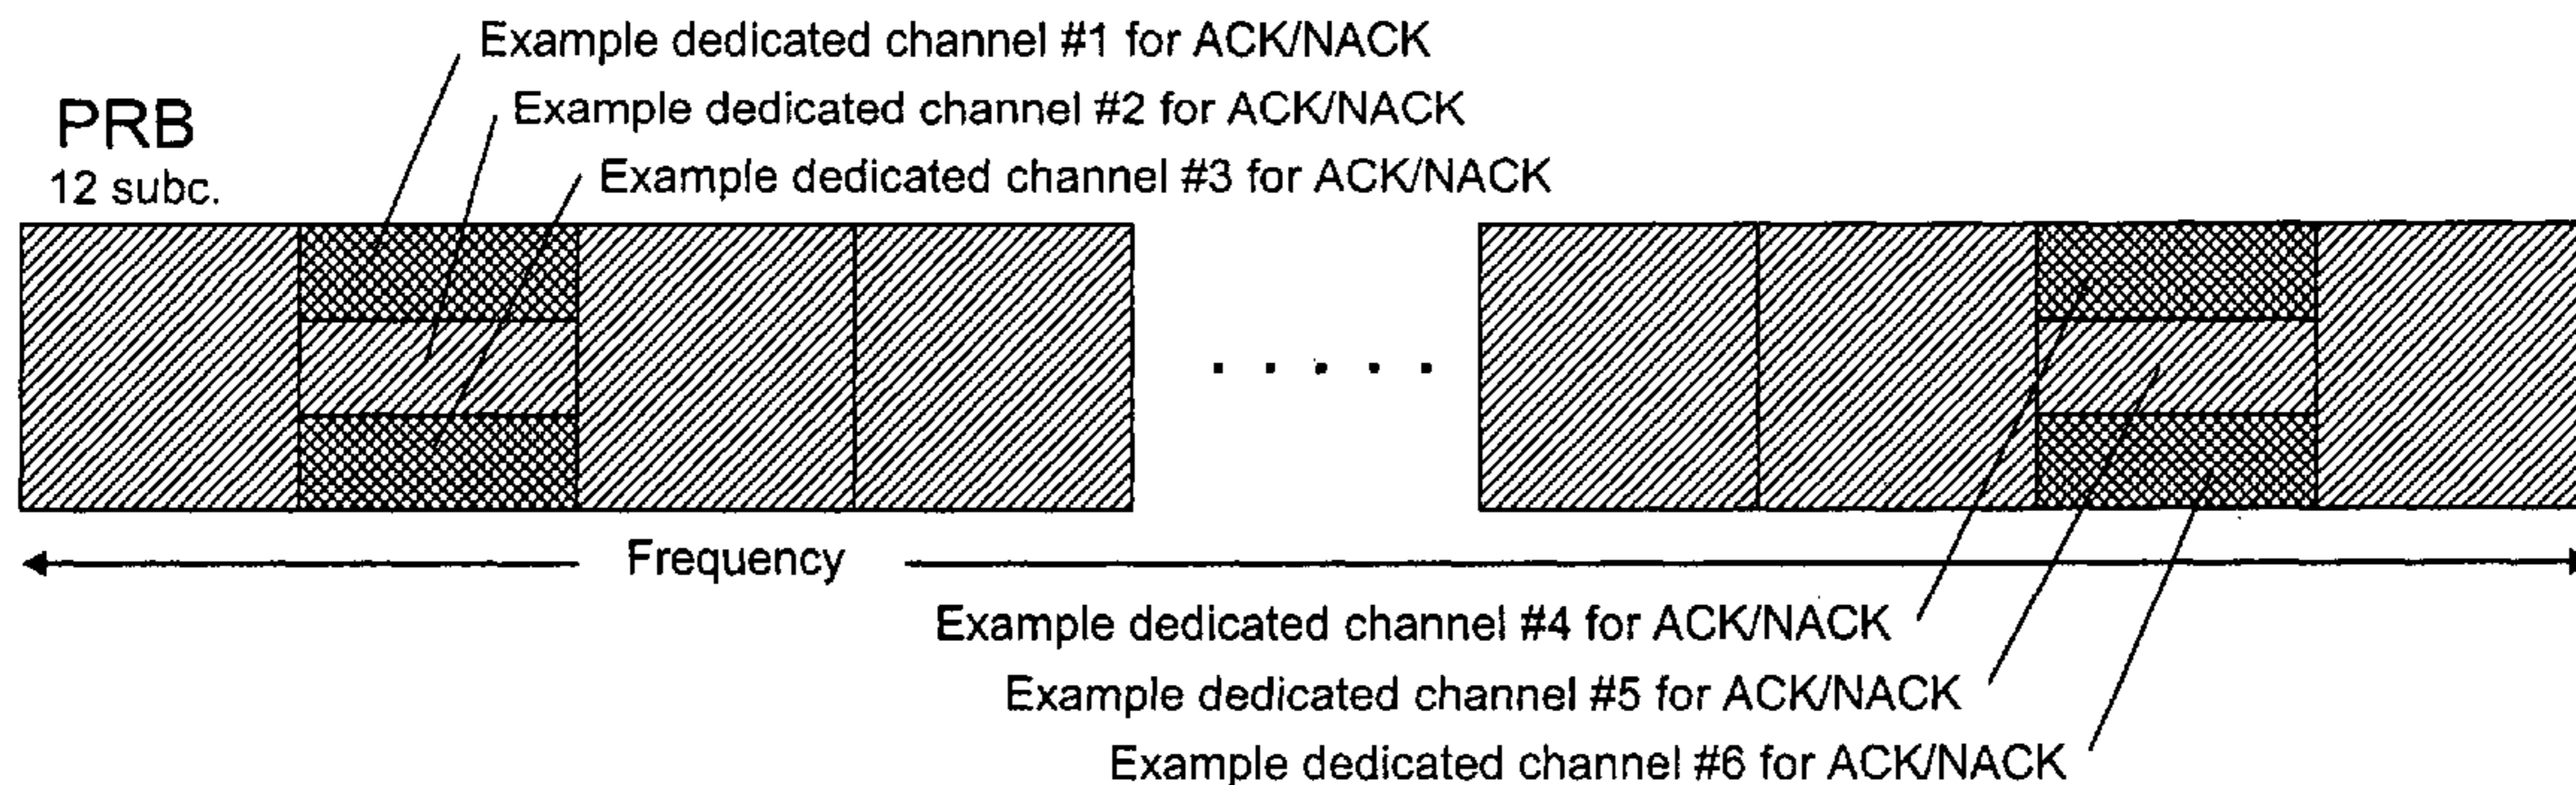 Example dedicated channel #1 for ACK/NACK
Example dedicated channel #2 for ACK/NACK
Example dedicated channel #3 for ACK/NACK
PRB
12 subc.
Frequency
Example dedicated channel #4 for ACK/NACK
Example dedicated channel #5 for ACK/NACK
Example dedicated channel #6 for ACK/NACK